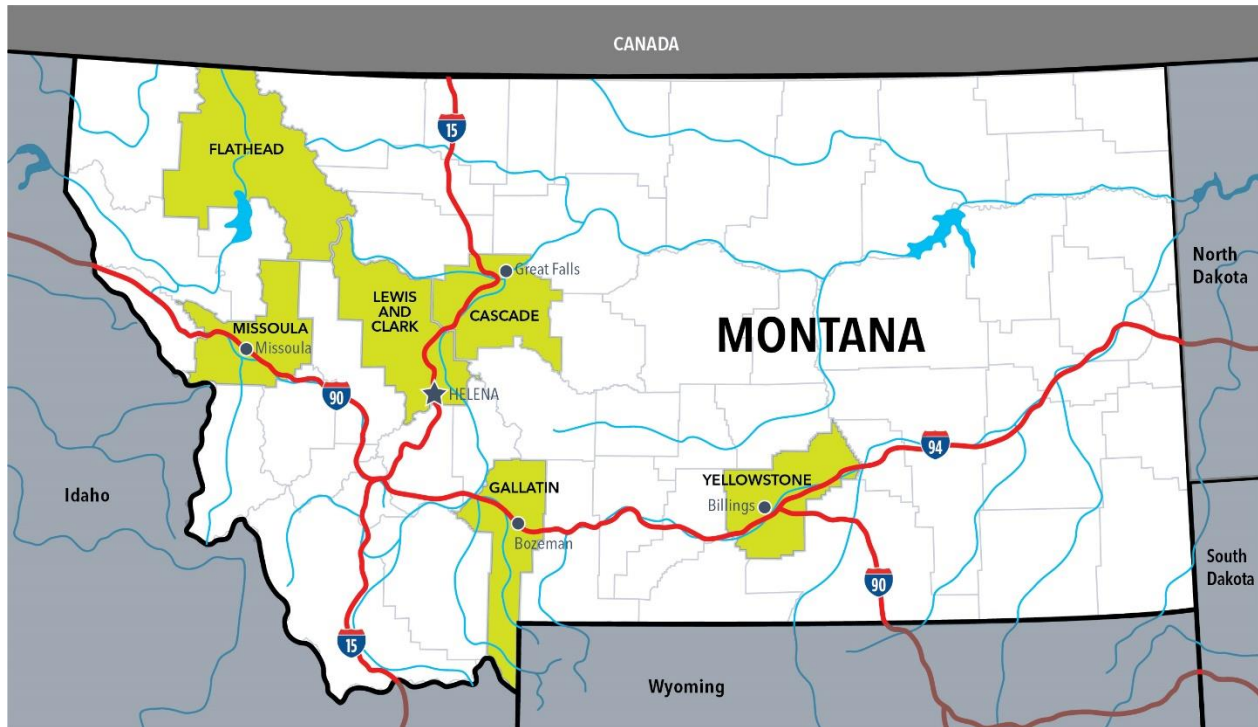 CANADA
15
FLATHEAD
North
Dakota
Great Falls
LEWIS
AND
CLARK
CASCADE
MISSOULA
Missoula
MONTANA
HELENA
90
94
Idaho
GALLATIN
YELLOWSTONE
Billings
Bozeman
South
Dakota
90
15
Wyoming